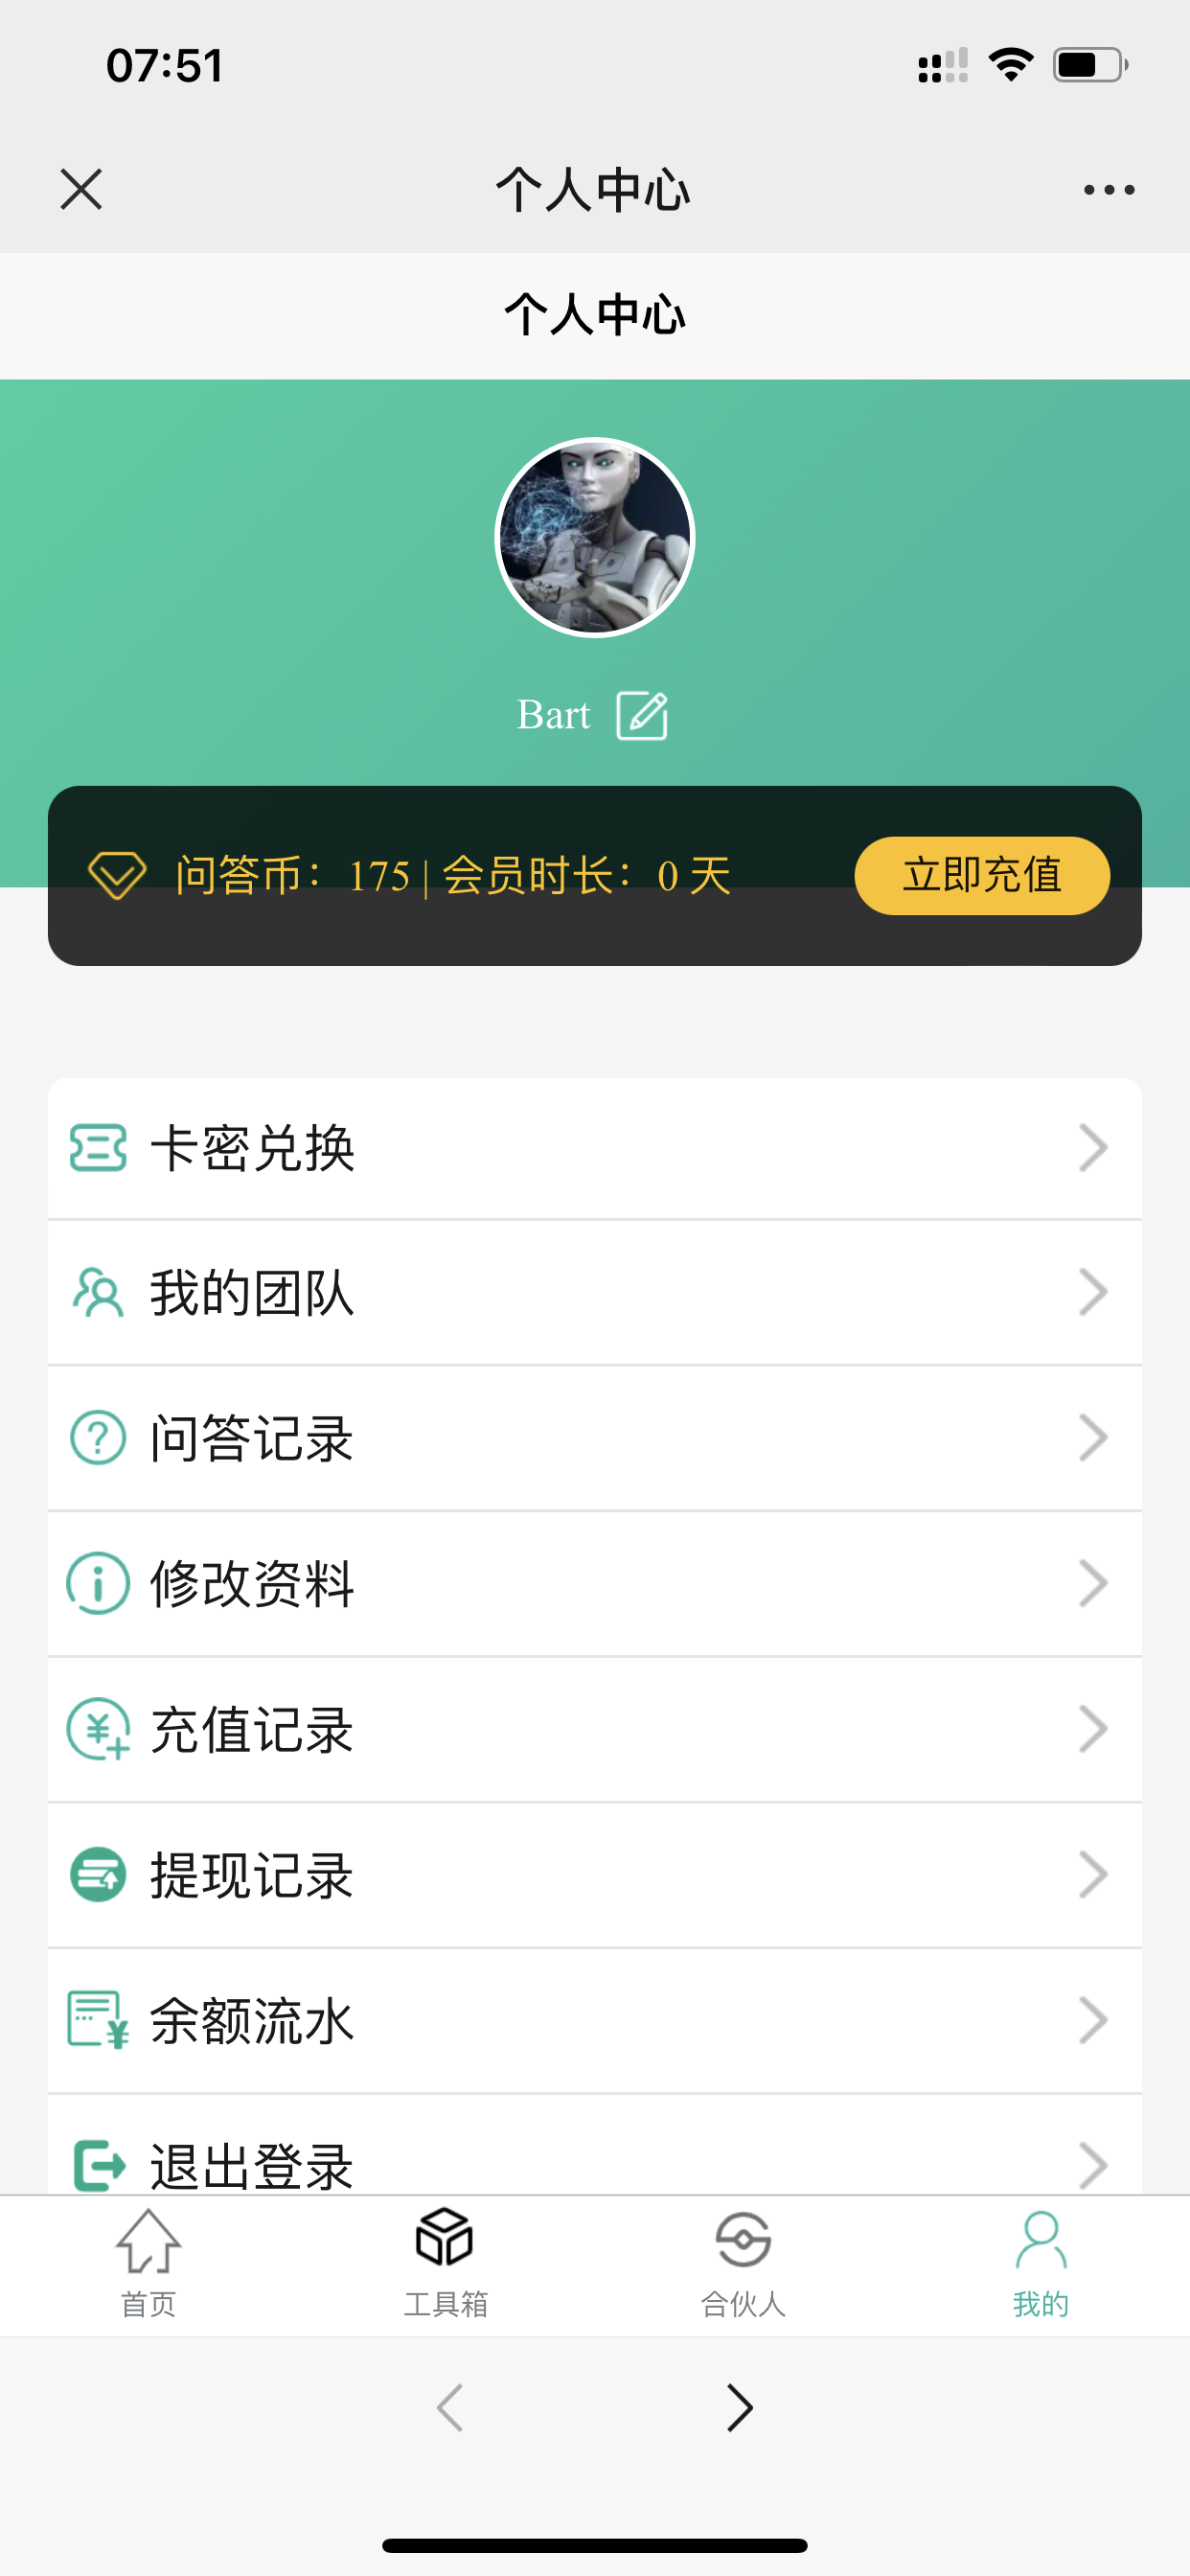 07:51
个人中心
个人中心
Bart
问答币：175 | 会员时长：0 天
立即充值
卡密兑换
我的团队
问答记录
修改资料
充值记录
提现记录
余额流水
退出登录
首页
工具箱
合伙人
我的